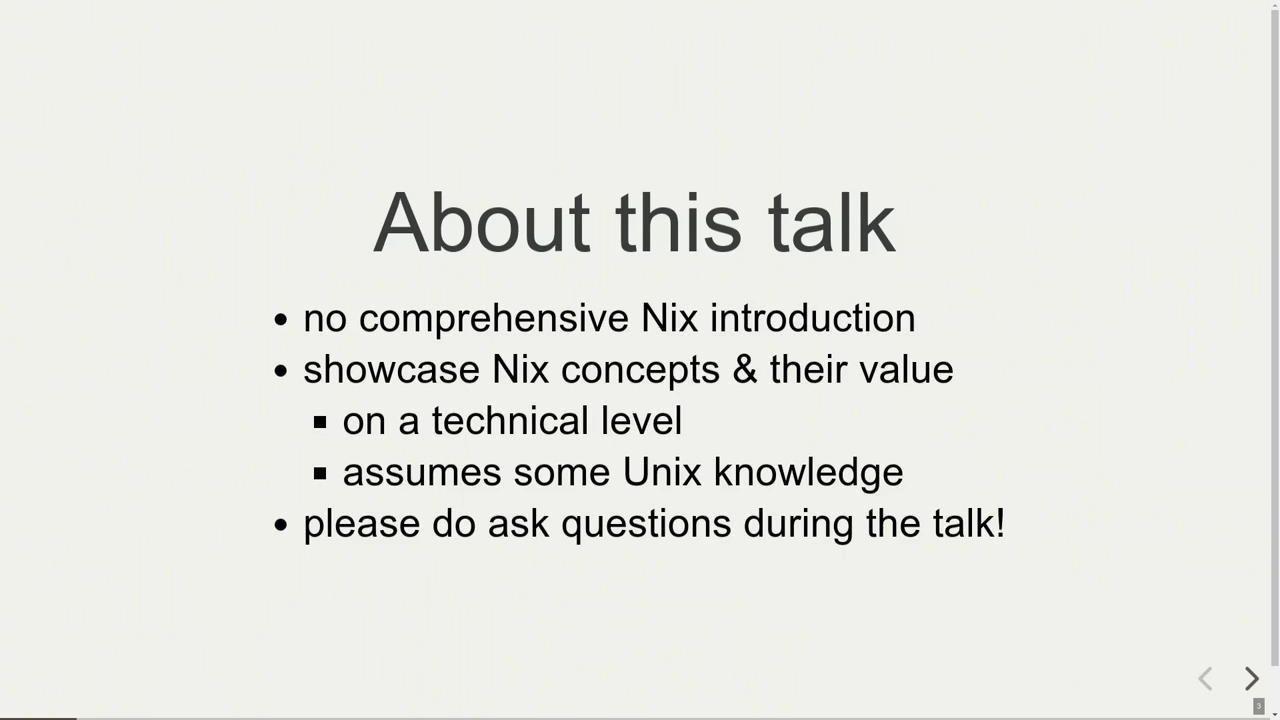 About this talk
• no comprehensive Nix introduction
• showcase Nix concepts & their value
▪ on a technical level
▪ assumes some Unix knowledge
• please do ask questions during the talk!
3